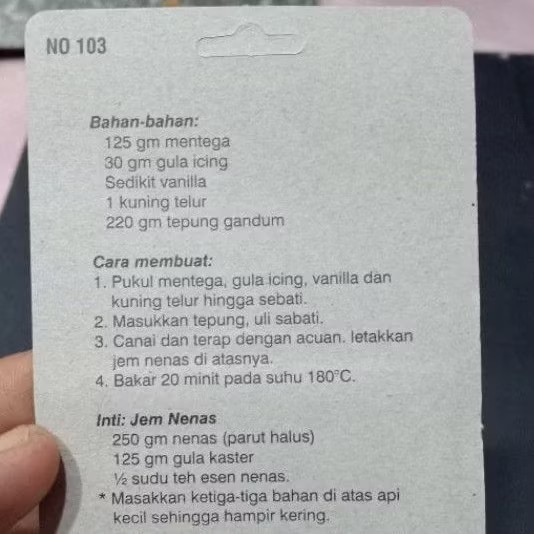 NO 103
Bahan-bahan:
125 gm mentega
30 gm gula icing
Sedikit vanilla
1 kuning telur
220 gm tepung gandum
Cara membuat:
1. Pukul mentega, gula icing, vanilla dan
kuning telur hingga sebati.
2. Masukkan tepung, uli sabati.
3. Canai dan terap dengan acuan. letakkan
jem nenas di atasnya.
4. Bakar 20 minit pada suhu 180°C.
Inti: Jem Nenas
250 gm nenas (parut halus)
125 gm gula kaster
½ sudu teh esen nenas.
* Masakkan ketiga-tiga bahan di atas api
kecil sehingga hampir kering.